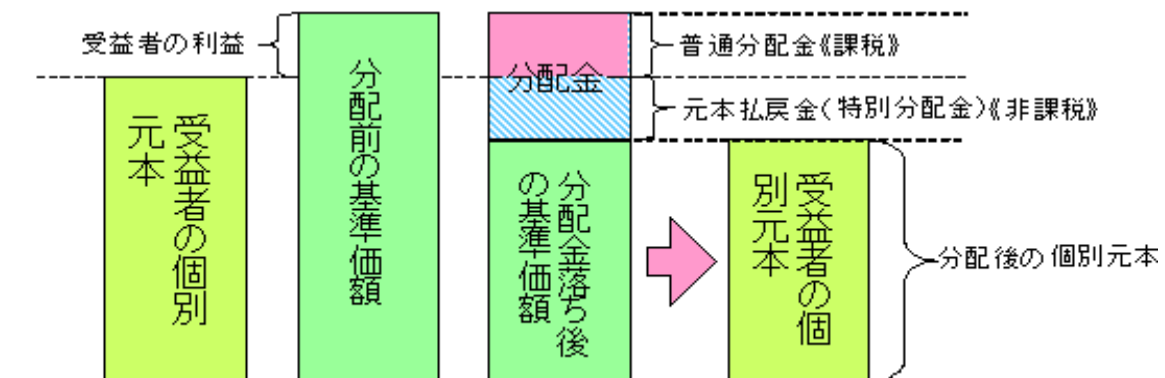 受益者の利益
受益者の個別
元本
分配前の基準価額
分配金
分配金落ち後
の基準価額
普通分配金《課税》
元本払戻金(特別分配金)《非課税》
受益者の個
別元本
分配後の個別元本